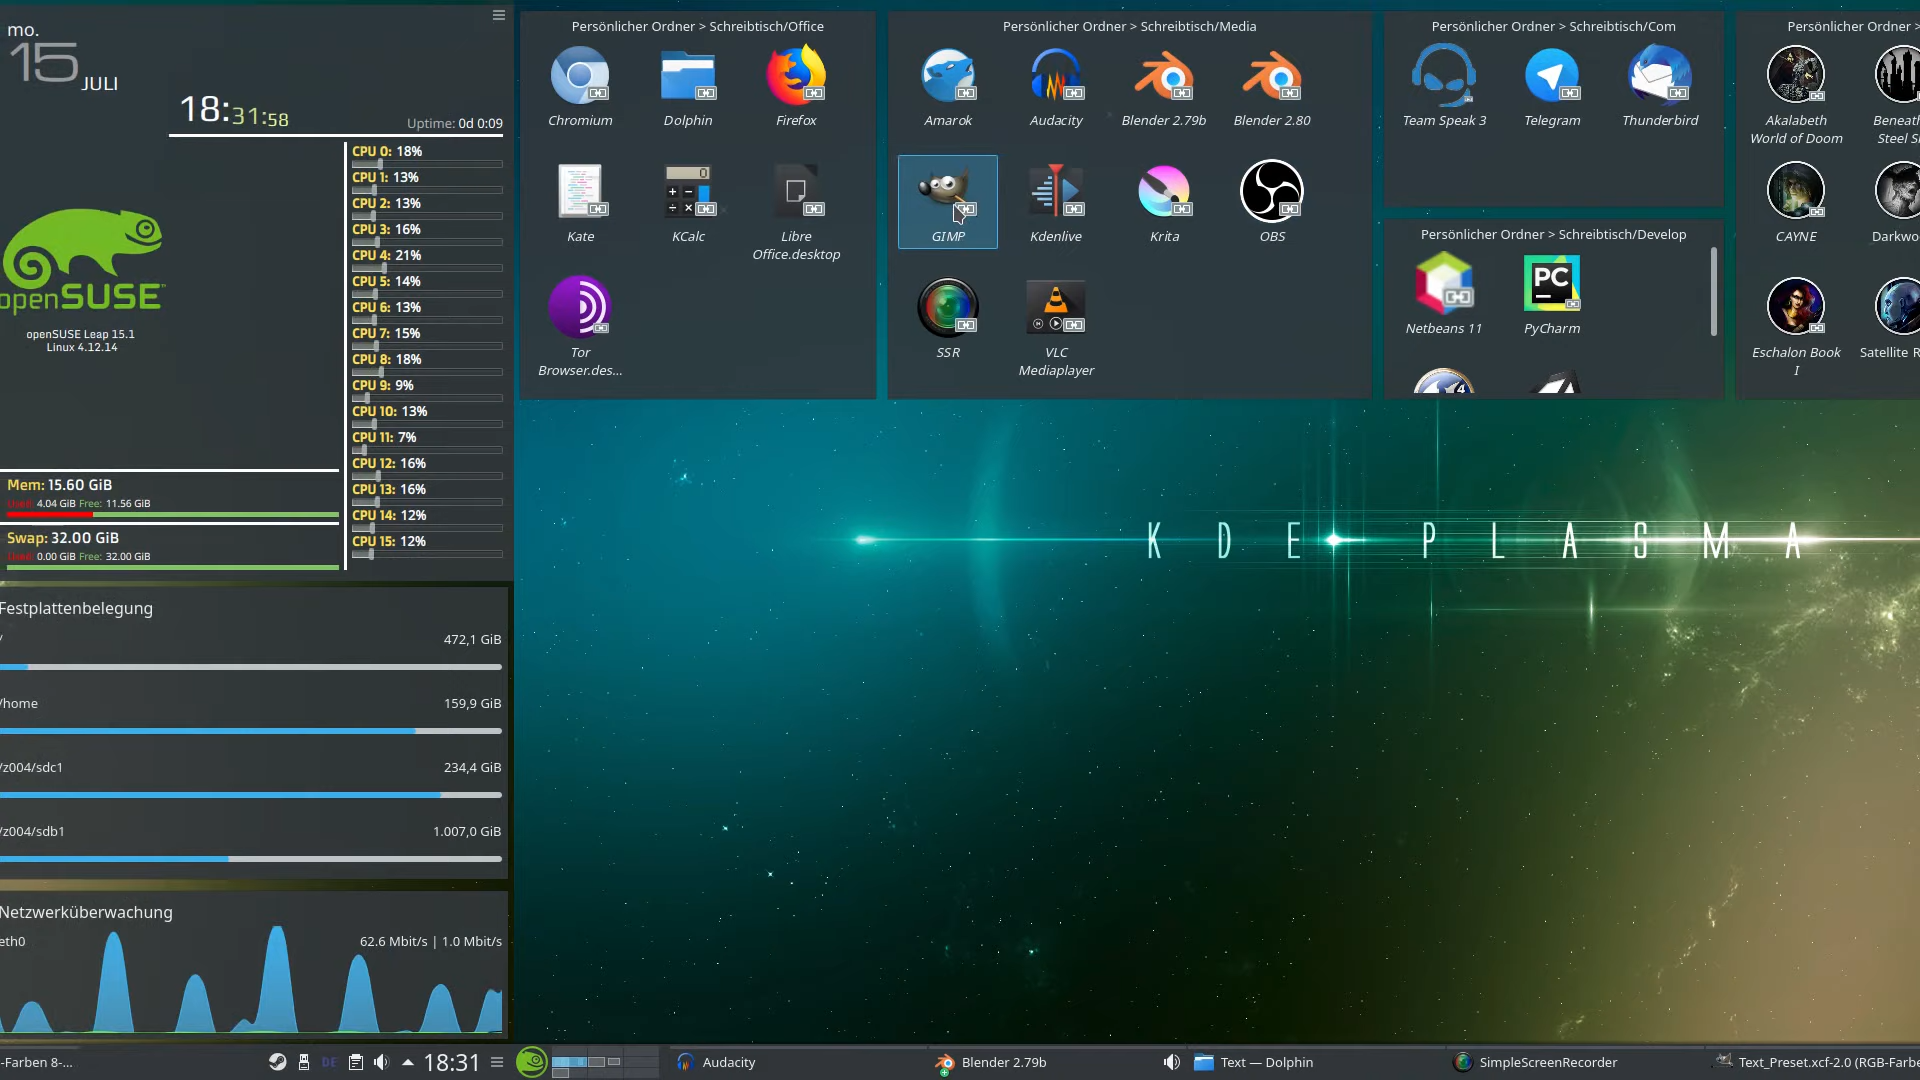 mo.
15 JULI
18:31:58
Uptime: 0d 0:09
CPU 0: 18%
CPU 1: 13%
CPU 2: 13%
CPU 3: 16%
CPU 4: 21%
CPU 5: 14%
CPU 6: 13%
CPU 7: 15%
CPU 8: 18%
CPU 9: 9%
CPU 10: 13%
CPU 11: 7%
CPU 12: 16%
CPU 13: 16%
CPU 14: 12%
CPU 15: 12%
openSUSE
openSUSE Leap 15.1
Linux 4.12.14
Mem: 15.60 GiB
Used: 4.04 GiB Free: 11.56 GiB
Swap: 32.00 GiB
Used: 0.00 GiB Free: 32.00 GiB
Festplattenbelegung
/ 472,1 GiB
/home 159,9 GiB
/z004/sdc1 234,4 GiB
/z004/sdb1 1.007,0 GiB
Netzwerküberwachung
eth0 62.6 Mbit/s | 1.0 Mbit/s
Persönlicher Ordner > Schreibtisch/Office
Chromium
Dolphin
Firefox
Kate
KCalc
Libre
Office.desktop
Tor
Browser.des...
Persönlicher Ordner > Schreibtisch/Media
Amarok
Audacity
Blender 2.79b
Blender 2.80
GIMP
Kdenlive
Krita
OBS
SSR
VLC
Mediaplayer
Persönlicher Ordner > Schreibtisch/Com
Team Speak 3
Telegram
Thunderbird
Persönlicher Ordner > Schreibtisch/Develop
Netbeans 11
PC
PyCharm
4
Persönlicher Ordner >
Akalabeth
World of Doom
Beneath
Steel S
CAYNE
Darkwo
Eschalon Book
I
Satellite R
KDE PLASMA
-Farben 8-...
DE
18:31
Audacity
Blender 2.79b
Text — Dolphin
SimpleScreenRecorder
Text_Preset.xcf-2.0 (RGB-Farbe